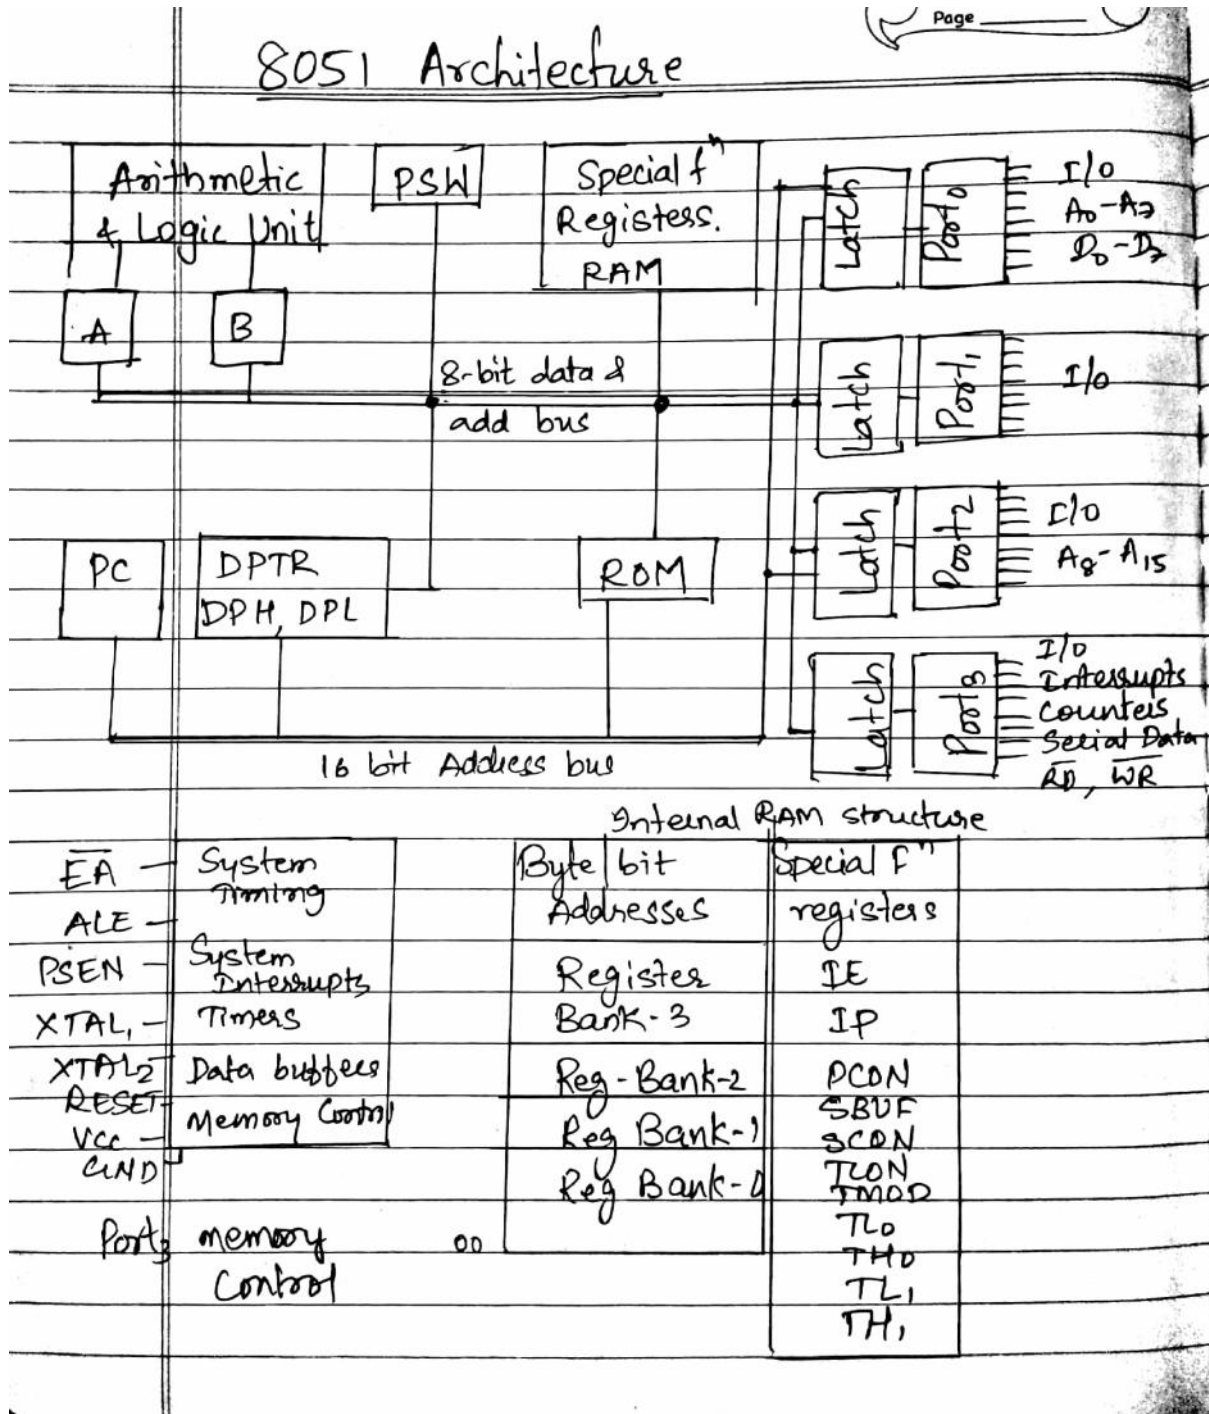 Page
8051 Architecture
Arithmetic
& Logic Unit
PSW
Special fⁿ
Registers.
RAM
Latch
Port0
I/O
A0-A7
D0-D7
A
B
8-bit data &
add bus
Latch
Port1
I/O
Latch
Port2
I/O
A8-A15
PC
DPTR
DPH, DPL
ROM
Latch
Port3
I/O
Interrupts
Counters
Serial Data
R̅D̅, W̅R̅
16 bit Address bus
Internal RAM structure
E̅A̅
ALE
PSEN
XTAL1
XTAL2
RESET
Vcc
GND
System
Timing
System
Interrupts
Timers
Data buffers
Memory Control
Byte/bit
Addresses
Register
Bank-3
Reg-Bank-2
Reg Bank-1
Reg Bank-0
00
Special fⁿ
registers
IE
IP
PCON
SBUF
SCON
TCON
TMOD
TL0
TH0
TL1
TH1
Port3 memory
Control